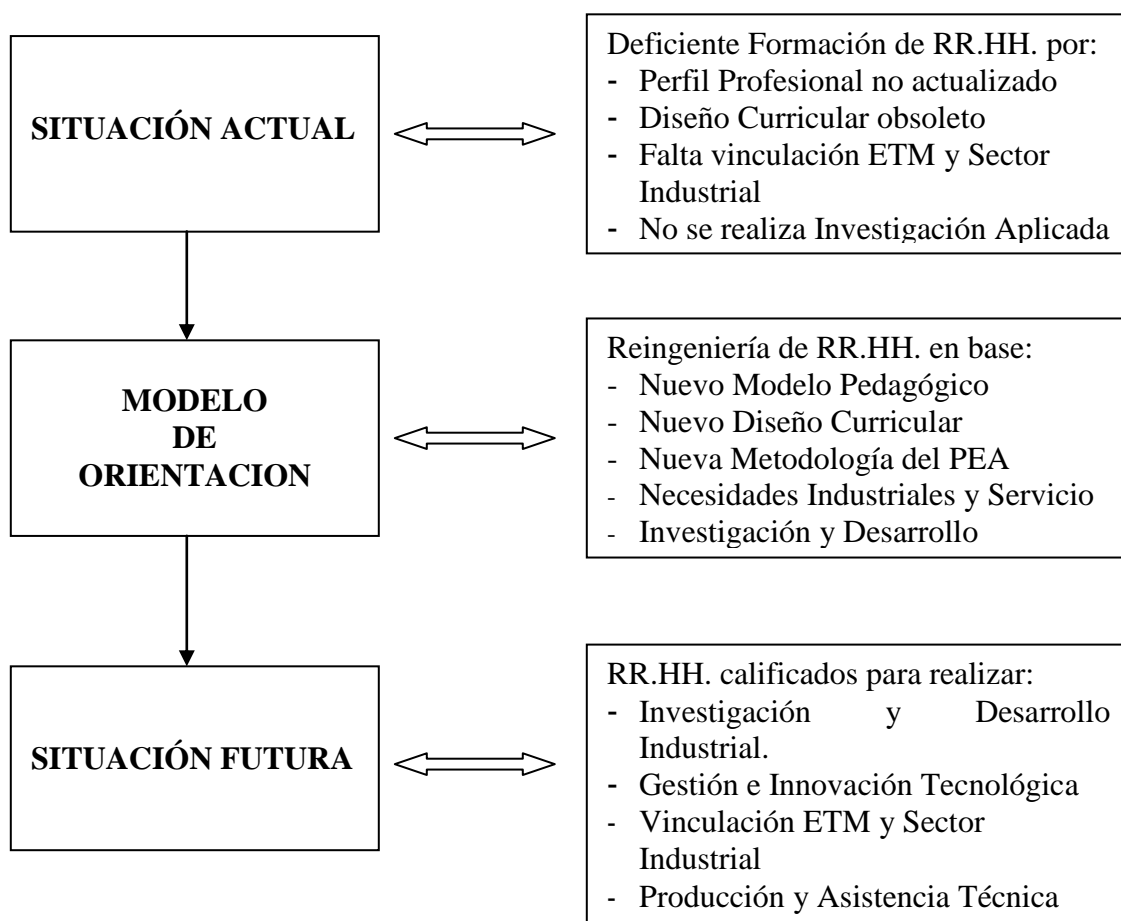 SITUACIÓN ACTUAL
Deficiente Formación de RR.HH. por:
- Perfil Profesional no actualizado
- Diseño Curricular obsoleto
- Falta vinculación ETM y Sector
Industrial
- No se realiza Investigación Aplicada
MODELO
DE
ORIENTACION
Reingeniería de RR.HH. en base:
- Nuevo Modelo Pedagógico
- Nuevo Diseño Curricular
- Nueva Metodología del PEA
- Necesidades Industriales y Servicio
- Investigación y Desarrollo
SITUACIÓN FUTURA
RR.HH. calificados para realizar:
- Investigación y Desarrollo
Industrial.
- Gestión e Innovación Tecnológica
- Vinculación ETM y Sector
Industrial
- Producción y Asistencia Técnica